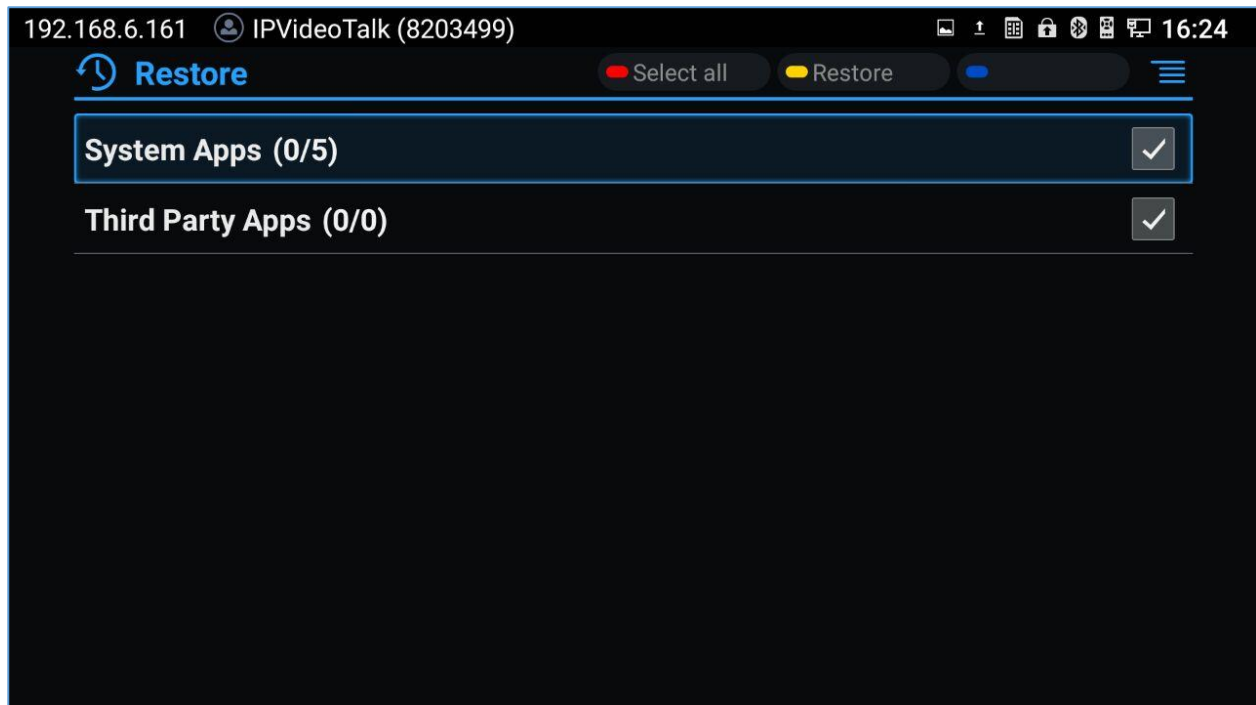 192.168.6.161 IPVideoTalk (8203499) 16:24
Restore Select all Restore
System Apps (0/5)
Third Party Apps (0/0)